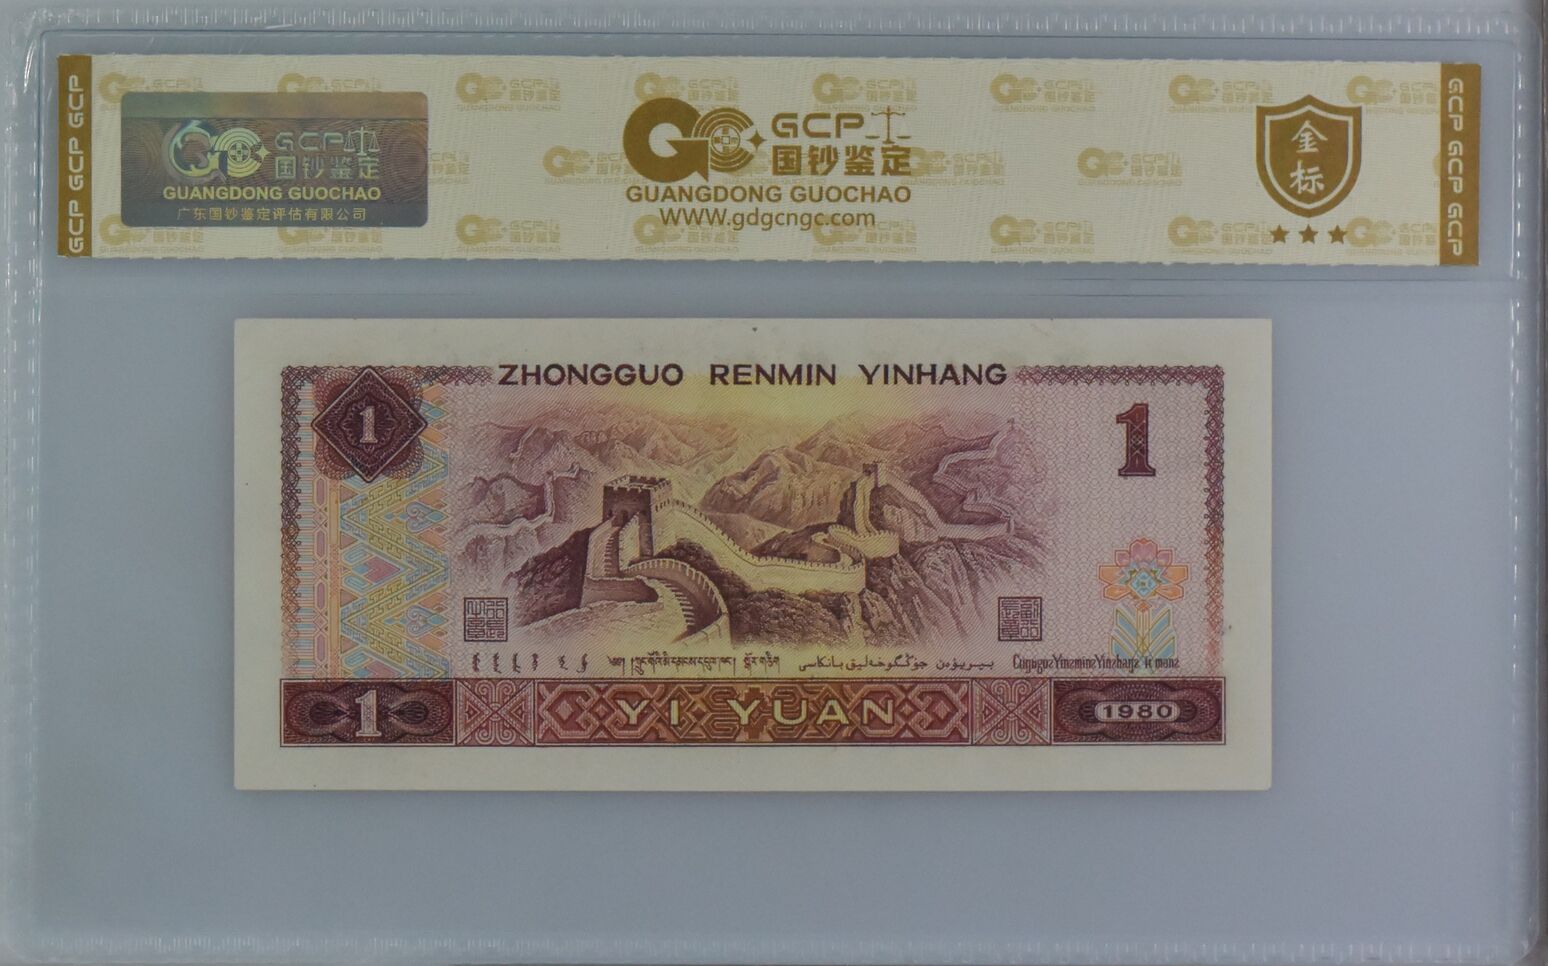 GCP GCP GCP
GCP 国钞鉴定
GUANGDONG GUOCHAO
广东国钞鉴定评估有限公司
GCP
国钞鉴定
GUANGDONG GUOCHAO
WWW.gdgcngc.com
金标
GCP GCP GCP
ZHONGGUO RENMIN YINHANG
1
1
1
YI YUAN
1980